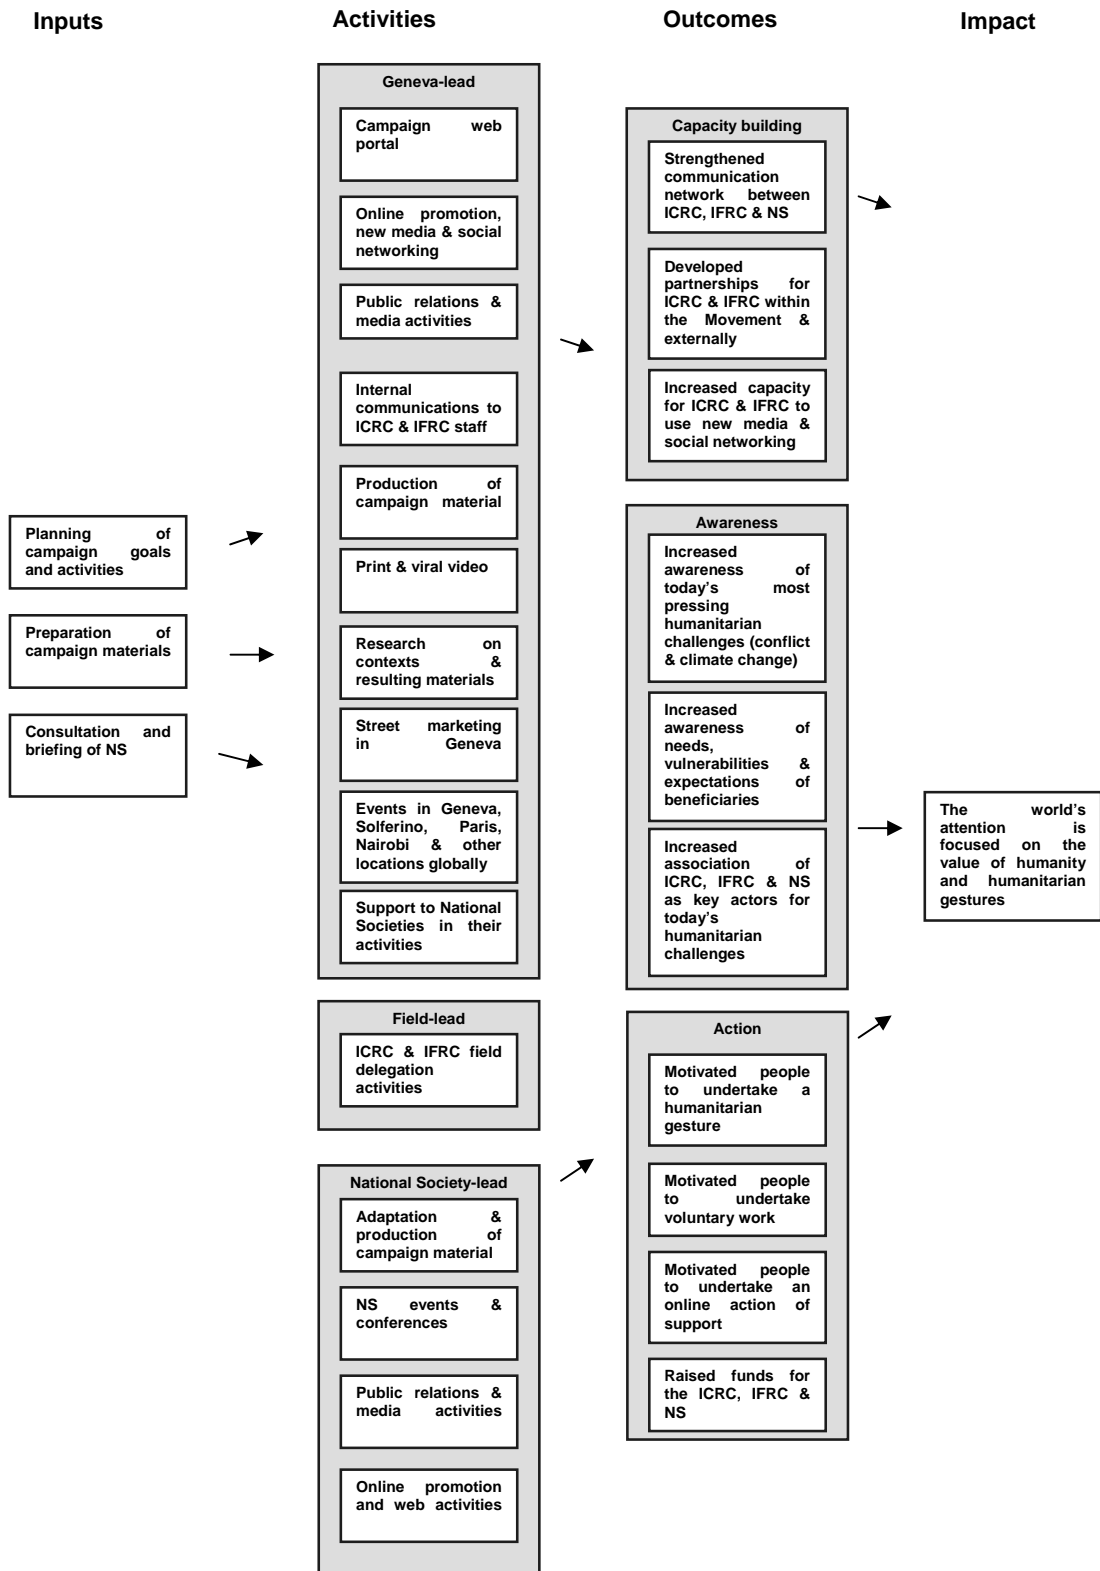 Inputs
Activities
Outcomes
Impact
Planning of
campaign goals
and activities
Preparation of
campaign materials
Consultation and
briefing of NS
Geneva-lead
Campaign web
portal
Online promotion,
new media & social
networking
Public relations &
media activities
Internal
communications to
ICRC & IFRC staff
Production of
campaign material
Print & viral video
Research on
contexts &
resulting materials
Street marketing
in Geneva
Events in Geneva,
Solferino, Paris,
Nairobi & other
locations globally
Support to National
Societies in their
activities
Field-lead
ICRC & IFRC field
delegation
activities
National Society-lead
Adaptation &
production of
campaign material
NS events &
conferences
Public relations &
media activities
Online promotion
and web activities
Capacity building
Strengthened
communication
network between
ICRC, IFRC & NS
Developed
partnerships for
ICRC & IFRC within
the Movement &
externally
Increased capacity
for ICRC & IFRC to
use new media &
social networking
Awareness
Increased
awareness of
today's most
pressing
humanitarian
challenges (conflict
& climate change)
Increased
awareness of
needs,
vulnerabilities &
expectations of
beneficiaries
Increased
association of
ICRC, IFRC & NS
as key actors for
today's
humanitarian
challenges
Action
Motivated people
to undertake a
humanitarian
gesture
Motivated people
to undertake
voluntary work
Motivated people
to undertake an
online action of
support
Raised funds for
the ICRC, IFRC &
NS
The world's
attention is
focused on the
value of humanity
and humanitarian
gestures